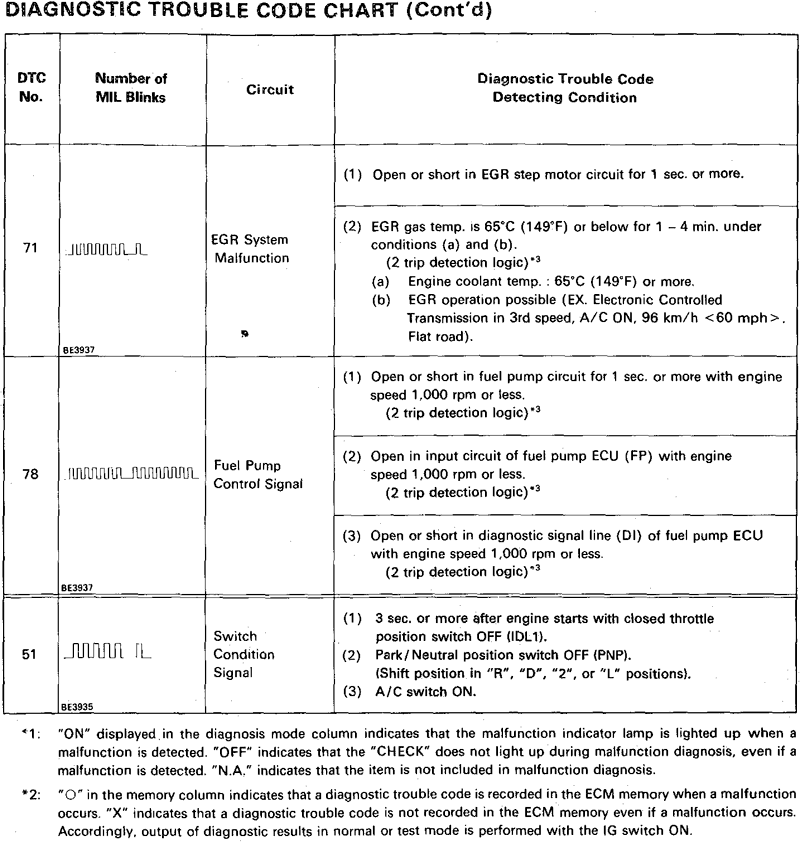 DIAGNOSTIC TROUBLE CODE CHART (Cont'd)
DTC
No.
Number of
MIL Blinks
Circuit
Diagnostic Trouble Code
Detecting Condition
71
BE3937
EGR System
Malfunction
(1) Open or short in EGR step motor circuit for 1 sec. or more.
(2) EGR gas temp. is 65°C (149°F) or below for 1 – 4 min. under
conditions (a) and (b).
(2 trip detection logic)*3
(a) Engine coolant temp. : 65°C (149°F) or more.
(b) EGR operation possible (EX. Electronic Controlled
Transmission in 3rd speed, A/C ON, 96 km/h <60 mph>,
Flat road).
78
BE3937
Fuel Pump
Control Signal
(1) Open or short in fuel pump circuit for 1 sec. or more with engine
speed 1,000 rpm or less.
(2 trip detection logic)*3
(2) Open in input circuit of fuel pump ECU (FP) with engine
speed 1,000 rpm or less.
(2 trip detection logic)*3
(3) Open or short in diagnostic signal line (DI) of fuel pump ECU
with engine speed 1,000 rpm or less.
(2 trip detection logic)*3
51
BE3935
Switch
Condition
Signal
(1) 3 sec. or more after engine starts with closed throttle
position switch OFF (IDL1).
(2) Park/Neutral position switch OFF (PNP).
(Shift position in "R", "D", "2", or "L" positions).
(3) A/C switch ON.
*1: "ON" displayed in the diagnosis mode column indicates that the malfunction indicator lamp is lighted up when a
malfunction is detected. "OFF" indicates that the "CHECK" does not light up during malfunction diagnosis, even if a
malfunction is detected. "N.A." indicates that the item is not included in malfunction diagnosis.
*2: "O" in the memory column indicates that a diagnostic trouble code is recorded in the ECM memory when a malfunction
occurs. "X" indicates that a diagnostic trouble code is not recorded in the ECM memory even if a malfunction occurs.
Accordingly, output of diagnostic results in normal or test mode is performed with the IG switch ON.